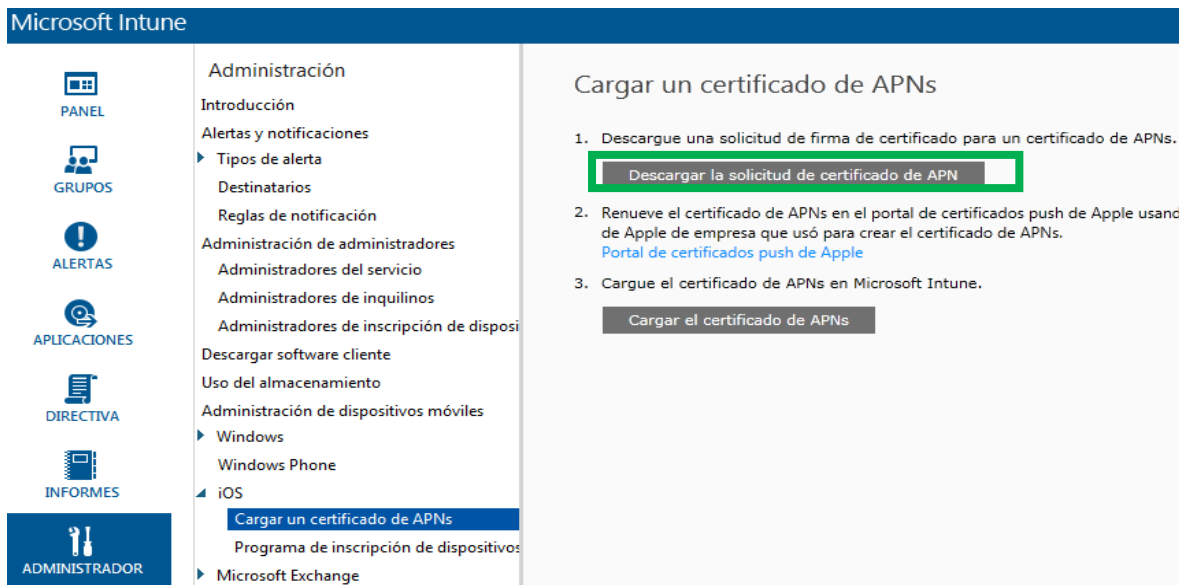 Microsoft Intune
PANEL
GRUPOS
ALERTAS
APLICACIONES
DIRECTIVA
INFORMES
ADMINISTRADOR
Administración
Introducción
Alertas y notificaciones
Tipos de alerta
Destinatarios
Reglas de notificación
Administración de administradores
Administradores del servicio
Administradores de inquilinos
Administradores de inscripción de disposi
Descargar software cliente
Uso del almacenamiento
Administración de dispositivos móviles
Windows
Windows Phone
iOS
Cargar un certificado de APNs
Programa de inscripción de dispositivos
Microsoft Exchange
Cargar un certificado de APNs
1. Descargue una solicitud de firma de certificado para un certificado de APNs.
Descargar la solicitud de certificado de APN
2. Renueve el certificado de APNs en el portal de certificados push de Apple usand
de Apple de empresa que usó para crear el certificado de APNs.
Portal de certificados push de Apple
3. Cargue el certificado de APNs en Microsoft Intune.
Cargar el certificado de APNs